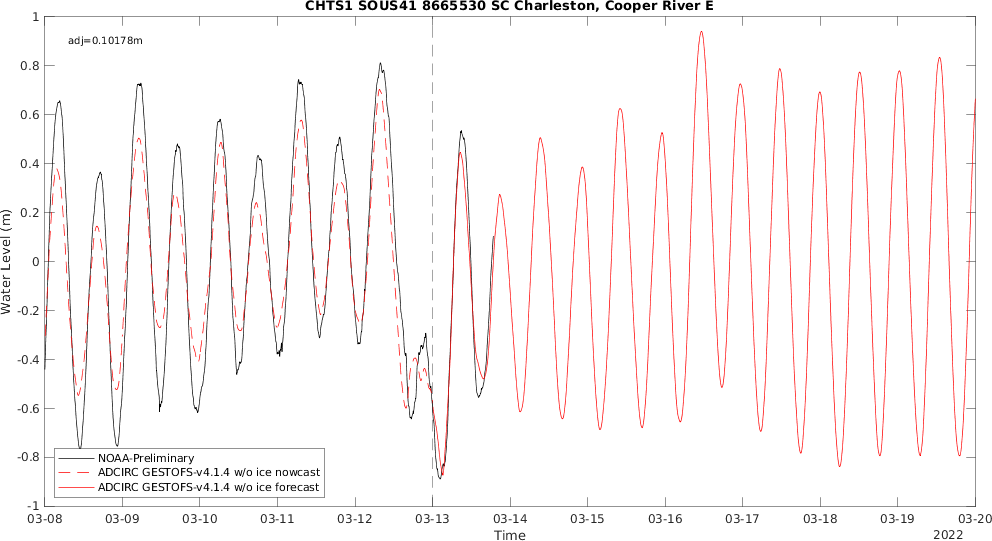 CHTS1 SOUS41 8665530 SC Charleston, Cooper River E
adj=0.10178m
1
0.8
0.6
0.4
0.2
0
-0.2
-0.4
-0.6
-0.8
-1
Water Level (m)
NOAA-Preliminary
ADCIRC GESTOFS-v4.1.4 w/o ice nowcast
ADCIRC GESTOFS-v4.1.4 w/o ice forecast
03-08 03-09 03-10 03-11 03-12 03-13 03-14 03-15 03-16 03-17 03-18 03-19 03-20
Time
2022